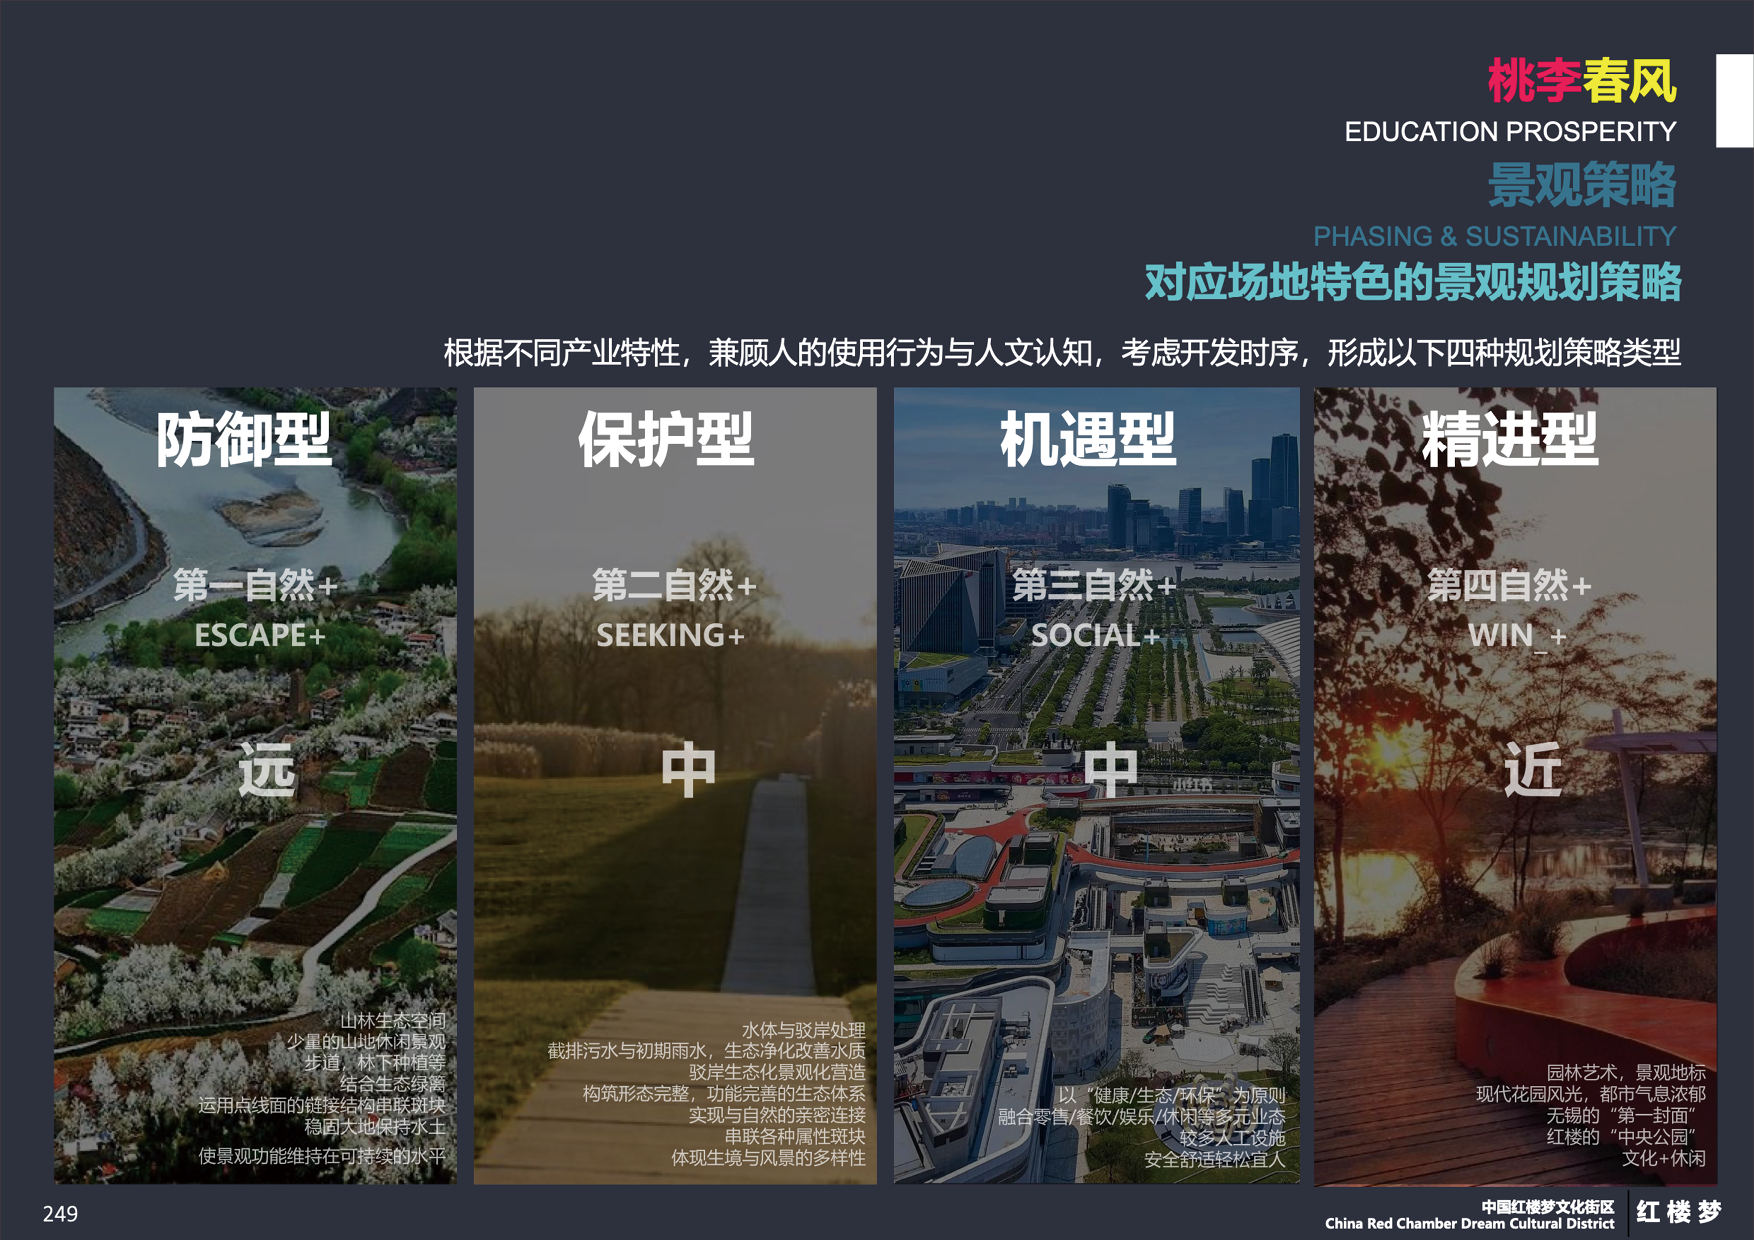 桃李春风
EDUCATION PROSPERITY
景观策略
PHASING & SUSTAINABILITY
对应场地特色的景观规划策略
根据不同产业特性，兼顾人的使用行为与人文认知，考虑开发时序，形成以下四种规划策略类型
防御型
第一自然+
ESCAPE+
远
山林生态空间
少量的山地休闲景观
步道，林下种植等
结合生态绿篱
运用点线面的链接结构串联斑块
稳固大地保持水土
使景观功能维持在可持续的水平
保护型
第二自然+
SEEKING+
中
水体与驳岸处理
截排污水与初期雨水，生态净化改善水质
驳岸生态化景观化营造
构筑形态完整，功能完善的生态体系
实现与自然的亲密连接
串联各种属性斑块
体现生境与风景的多样性
机遇型
第三自然+
SOCIAL+
中
以“健康/生态/环保”为原则
融合零售/餐饮/娱乐/休闲等多元业态
较多人工设施
安全舒适轻松宜人
精进型
第四自然+
WIN_+
近
园林艺术，景观地标
现代花园风光，都市气息浓郁
无锡的“第一封面”
红楼的“中央公园”
文化+休闲
249
中国红楼梦文化街区
China Red Chamber Dream Cultural District
红楼梦